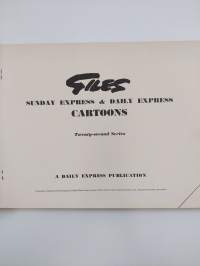 GILES
SUNDAY EXPRESS & DAILY EXPRESS
CARTOONS
Twenty-second Series
A DAILY EXPRESS PUBLICATION